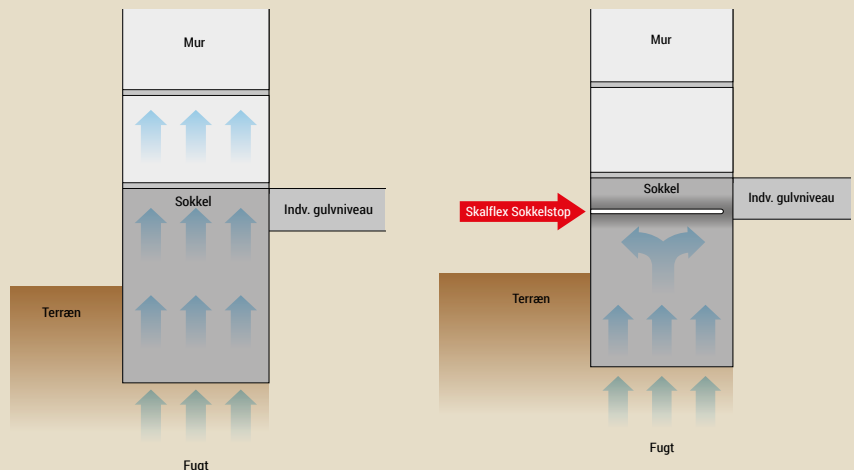 Mur
Sokkel
Indv. gulvniveau
Terræn
Fugt
Mur
Sokkel
Skalflex Sokkelstop
Indv. gulvniveau
Terræn
Fugt